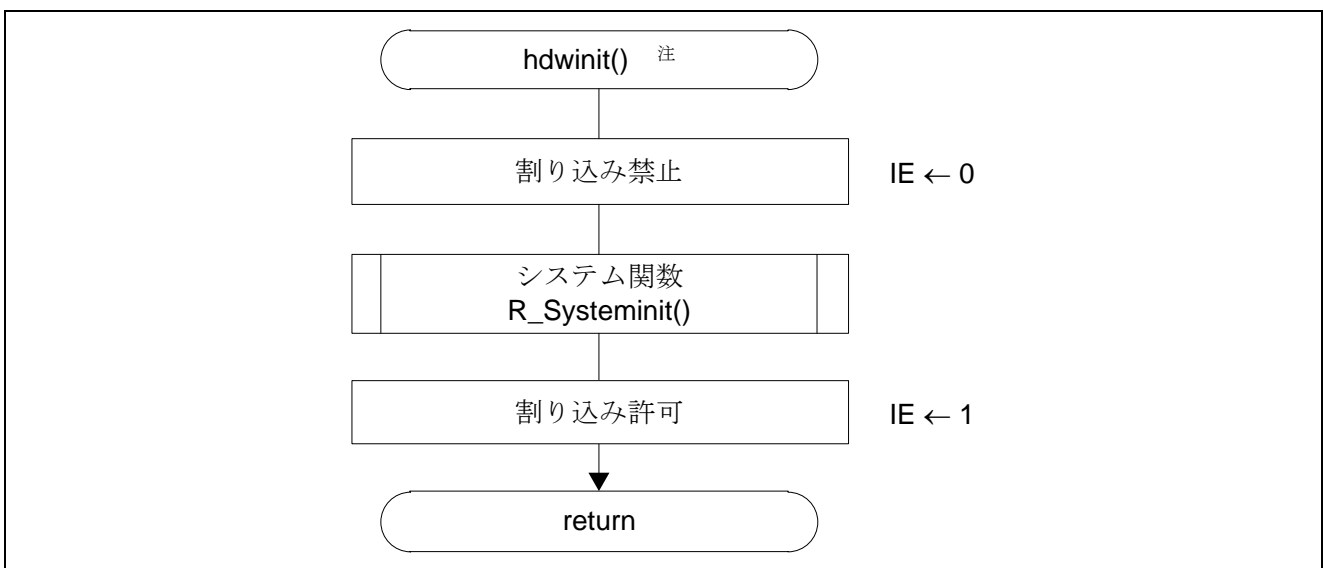 hdwinit() 注
割り込み禁止 IE ← 0
システム関数
R_Systeminit()
割り込み許可 IE ← 1
return